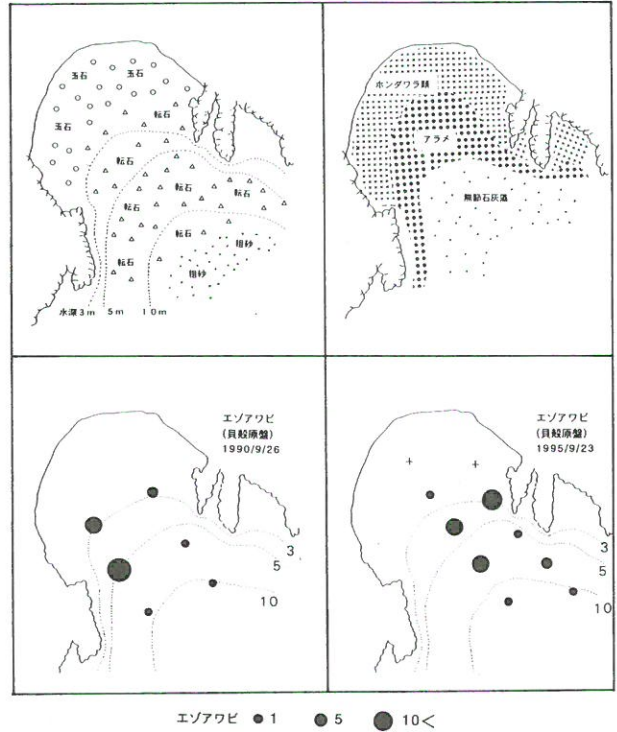 玉石
玉石
玉石
転石
転石
転石
転石
転石
転石
転石
粗砂
粗砂
水深3m 5m 10m
ホンダワラ類
アラメ
無節石灰藻
エゾアワビ
(貝殻原盤)
1990/9/26
3
5
10
エゾアワビ
(貝殻原盤)
1995/9/23
3
5
10
エゾアワビ 1 5 10<